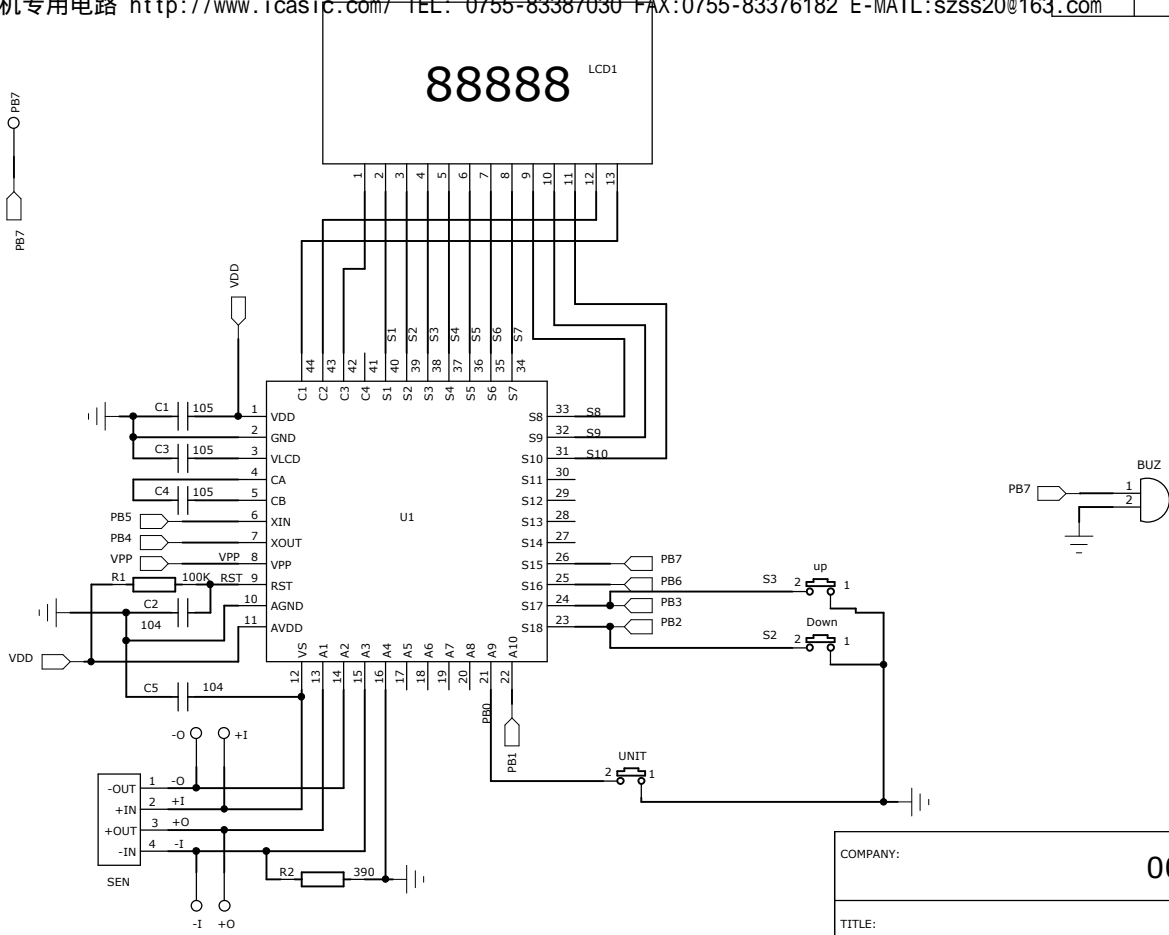 机专用电路 http://www.icasic.com/ TEL: 0755-83387030 FAX:0755-83376182 E-MAIL:szss20@163.com
88888
LCD1
PB7
PB7
1 2 3 4 5 6 7 8 9 10 11 12 13
VDD
S1 S2 S3 S4 S5 S6 S7
44 43 42 41 40 39 38 37 36 35 34
C1 C2 C3 C4 S1 S2 S3 S4 S5 S6 S7
C1 105 1 VDD
2 GND
C3 105 3 VLCD
4 CA
C4 105 5 CB
PB5 6 XIN
PB4 7 XOUT
VPP VPP 8 VPP
R1 100K RST 9 RST
C2 104 10 AGND
11 AVDD
VDD
U1
S8 33 S8
S9 32 S9
S10 31 S10
S11 30
S12 29
S13 28
S14 27
S15 26 PB7
S16 25 PB6
S17 24 PB3
S18 23 PB2
S3 2 up 1
S2 2 Down 1
PB7 1 BUZ
2
VS A1 A2 A3 A4 A5 A6 A7 A8 A9 A10
12 13 14 15 16 17 18 19 20 21 22
C5 104
PB0
PB1
UNIT
2 1
-O +I
-OUT 1 -O
+IN 2 +I
+OUT 3 +O
-IN 4 -I
SEN
R2 390
-I +O
COMPANY:
TITLE: